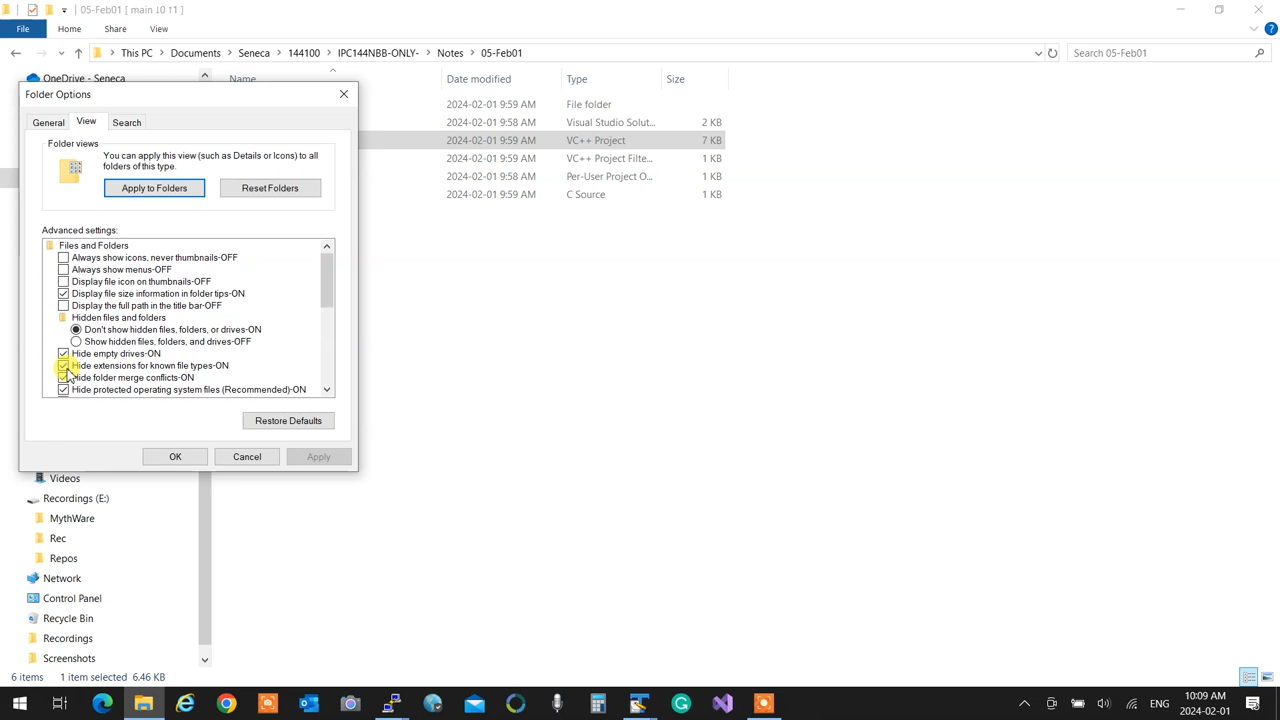 05-Feb01 [ main ≡0 11 ]
File Home Share View
This PC Documents Seneca 144100 IPC144NBB-ONLY- Notes 05-Feb01
Search 05-Feb01
OneDrive - Seneca
Name Date modified Type Size
Folder Options
General View Search
Folder views
You can apply this view (such as Details or Icons) to all
folders of this type.
Apply to Folders Reset Folders
Advanced settings:
Files and Folders
Always show icons, never thumbnails-OFF
Always show menus-OFF
Display file icon on thumbnails-OFF
Display file size information in folder tips-ON
Display the full path in the title bar-OFF
Hidden files and folders
Don't show hidden files, folders, or drives-ON
Show hidden files, folders, and drives-OFF
Hide empty drives-ON
Hide extensions for known file types-ON
Hide folder merge conflicts-ON
Hide protected operating system files (Recommended)-ON
Restore Defaults
OK Cancel Apply
2024-02-01 9:59 AM File folder
2024-02-01 9:58 AM Visual Studio Solut... 2 KB
2024-02-01 9:59 AM VC++ Project 7 KB
2024-02-01 9:59 AM VC++ Project Filte... 1 KB
2024-02-01 9:58 AM Per-User Project O... 1 KB
2024-02-01 9:59 AM C Source 1 KB
Videos
Recordings (E:)
MythWare
Rec
Repos
Network
Control Panel
Recycle Bin
Recordings
Screenshots
6 items 1 item selected 6.46 KB
ENG
10:09 AM
2024-02-01